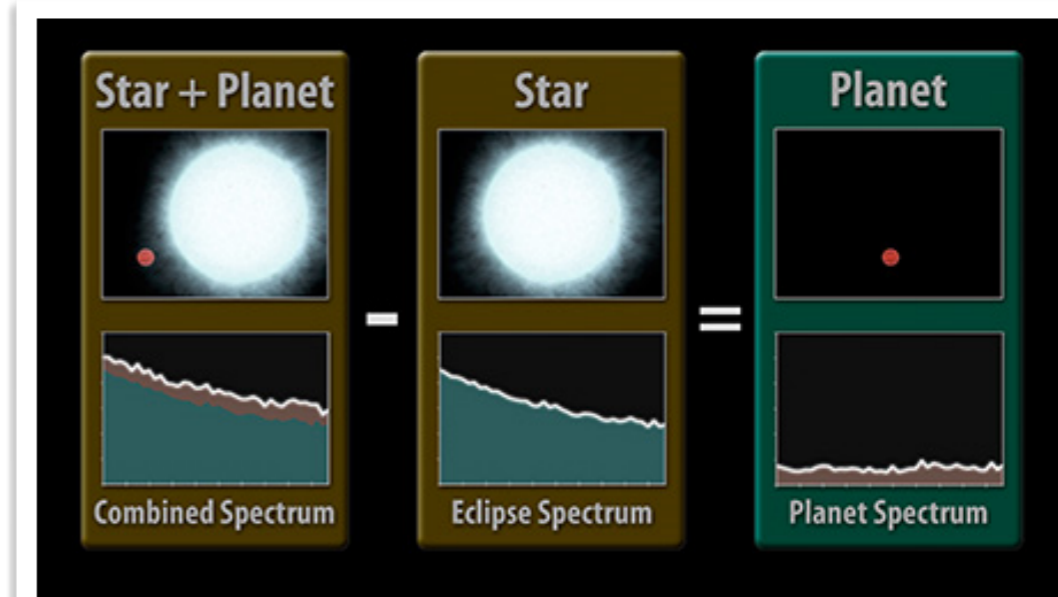 Star + Planet
Combined Spectrum
-
Star
Eclipse Spectrum
=
Planet
Planet Spectrum